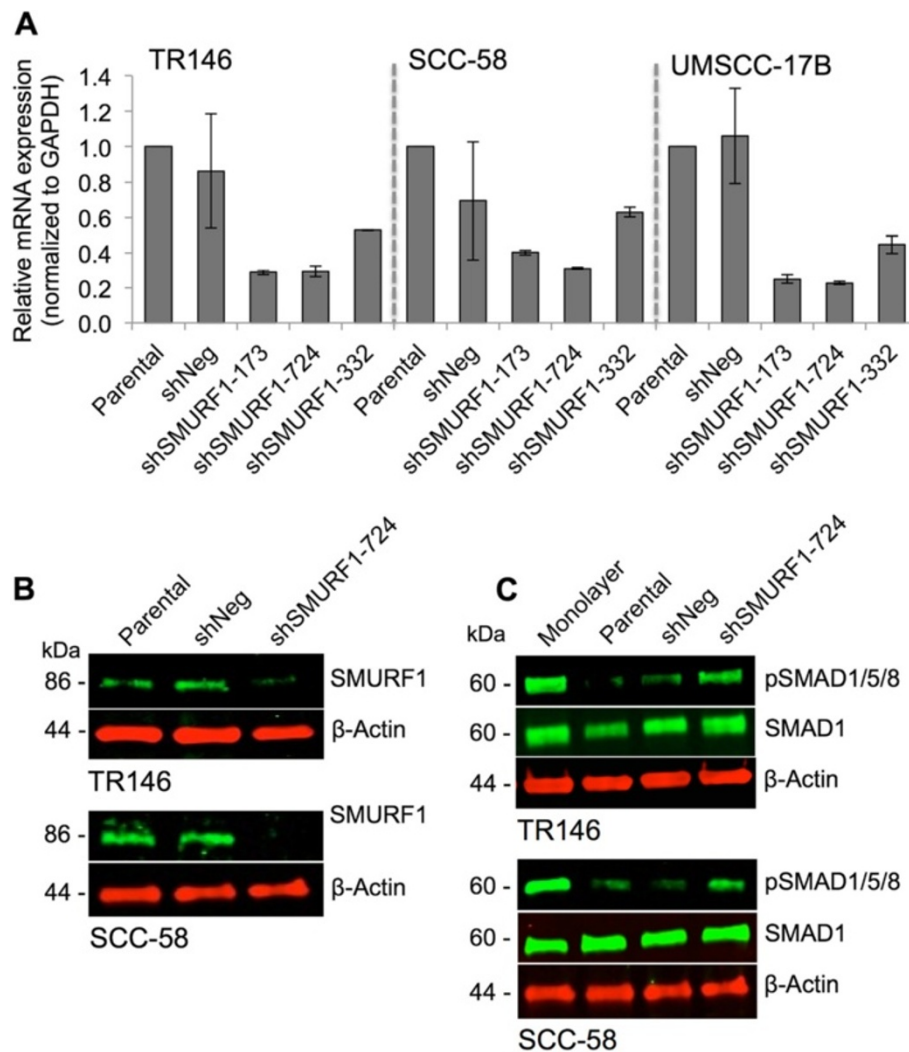 A
TR146 SCC-58 UMSCC-17B
Relative mRNA expression
(normalized to GAPDH)
1.4
1.2
1.0
0.8
0.6
0.4
0.2
0.0
Parental shNeg shSMURF1-173 shSMURF1-724 shSMURF1-332 Parental shNeg shSMURF1-173 shSMURF1-724 shSMURF1-332 Parental shNeg shSMURF1-173 shSMURF1-724 shSMURF1-332
B
Parental shNeg shSMURF1-724
kDa
86 - SMURF1
44 - β-Actin
TR146
86 - SMURF1
44 - β-Actin
SCC-58
C
Monolayer Parental shNeg shSMURF1-724
kDa
60 - pSMAD1/5/8
60 - SMAD1
44 - β-Actin
TR146
60 - pSMAD1/5/8
60 - SMAD1
44 - β-Actin
SCC-58